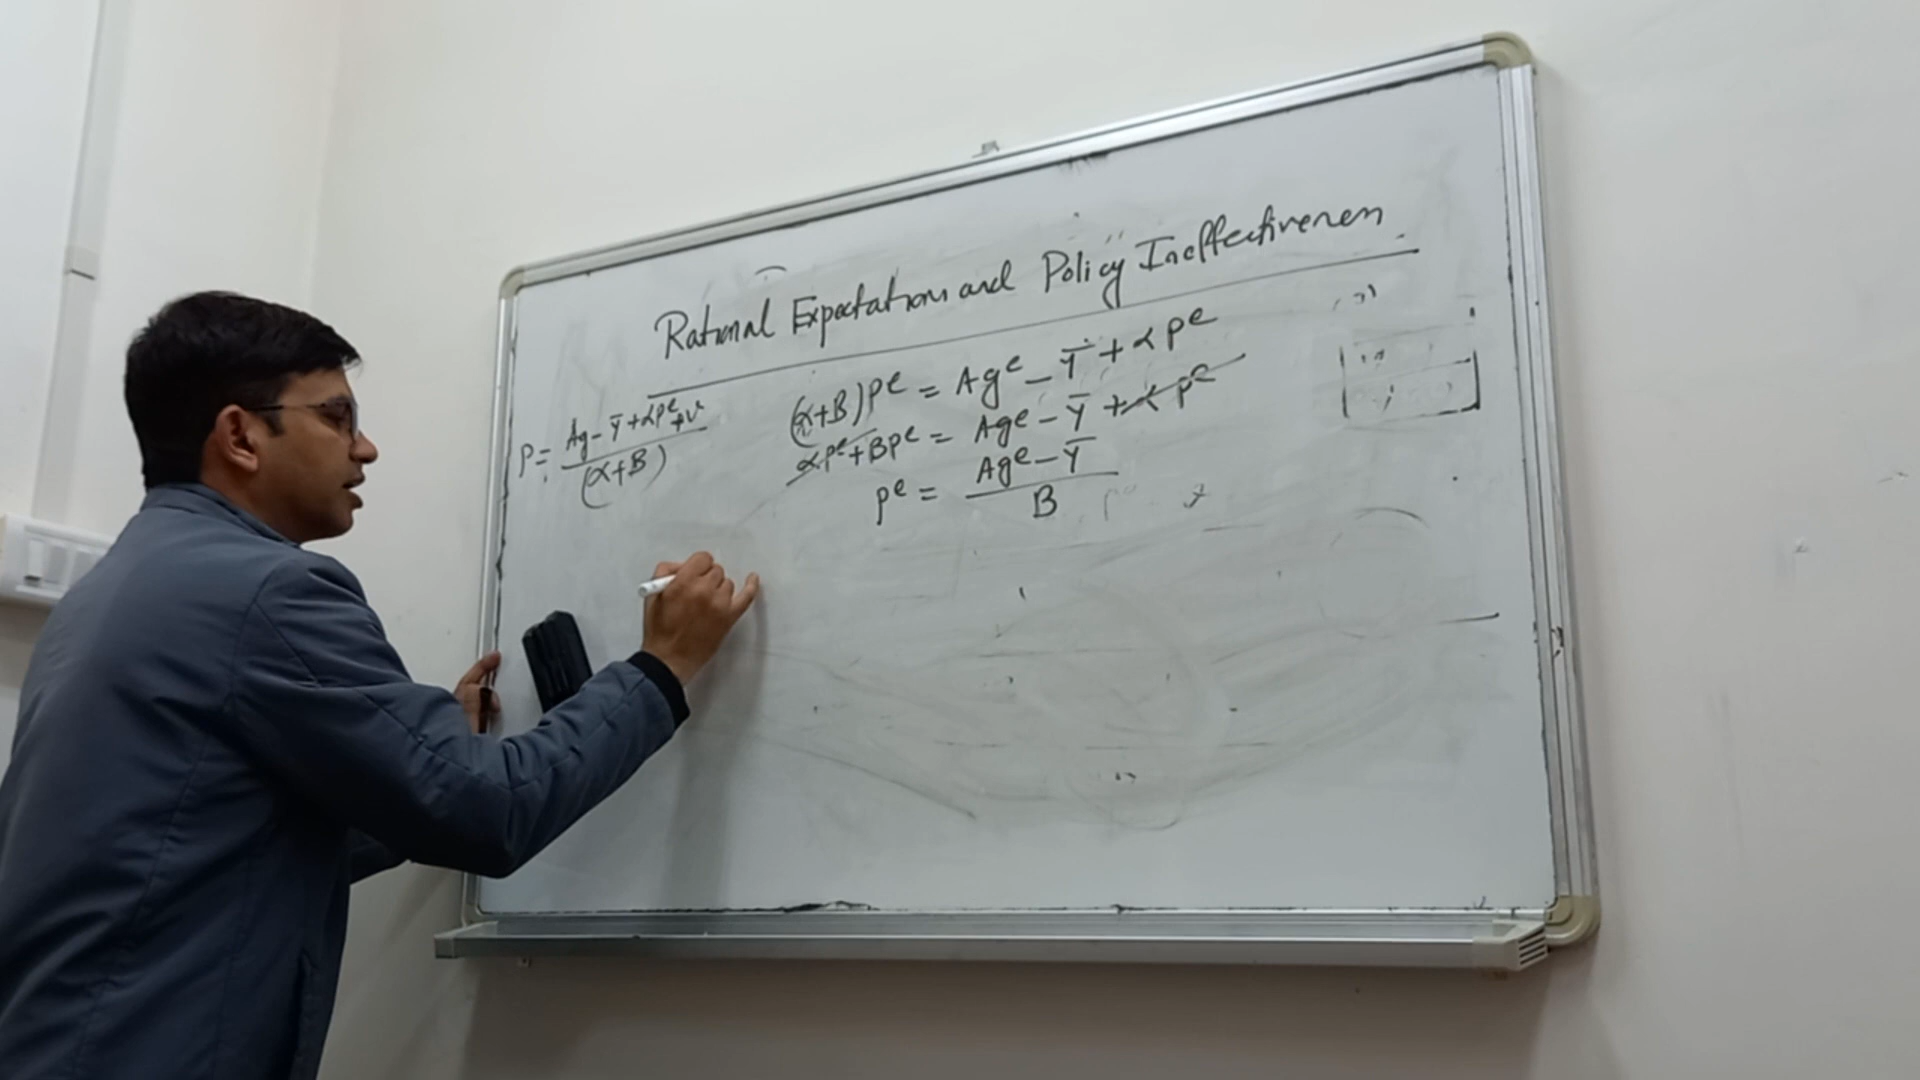 Rational Expectations and Policy Ineffectiveness
P = (Ag - Ȳ + αPᵉ + v) / (α+B)
(α+B)Pᵉ = Agᵉ - Ȳ + αPᵉ
αPᵉ + BPᵉ = Agᵉ - Ȳ + αPᵉ
Pᵉ = (Agᵉ - Ȳ) / B